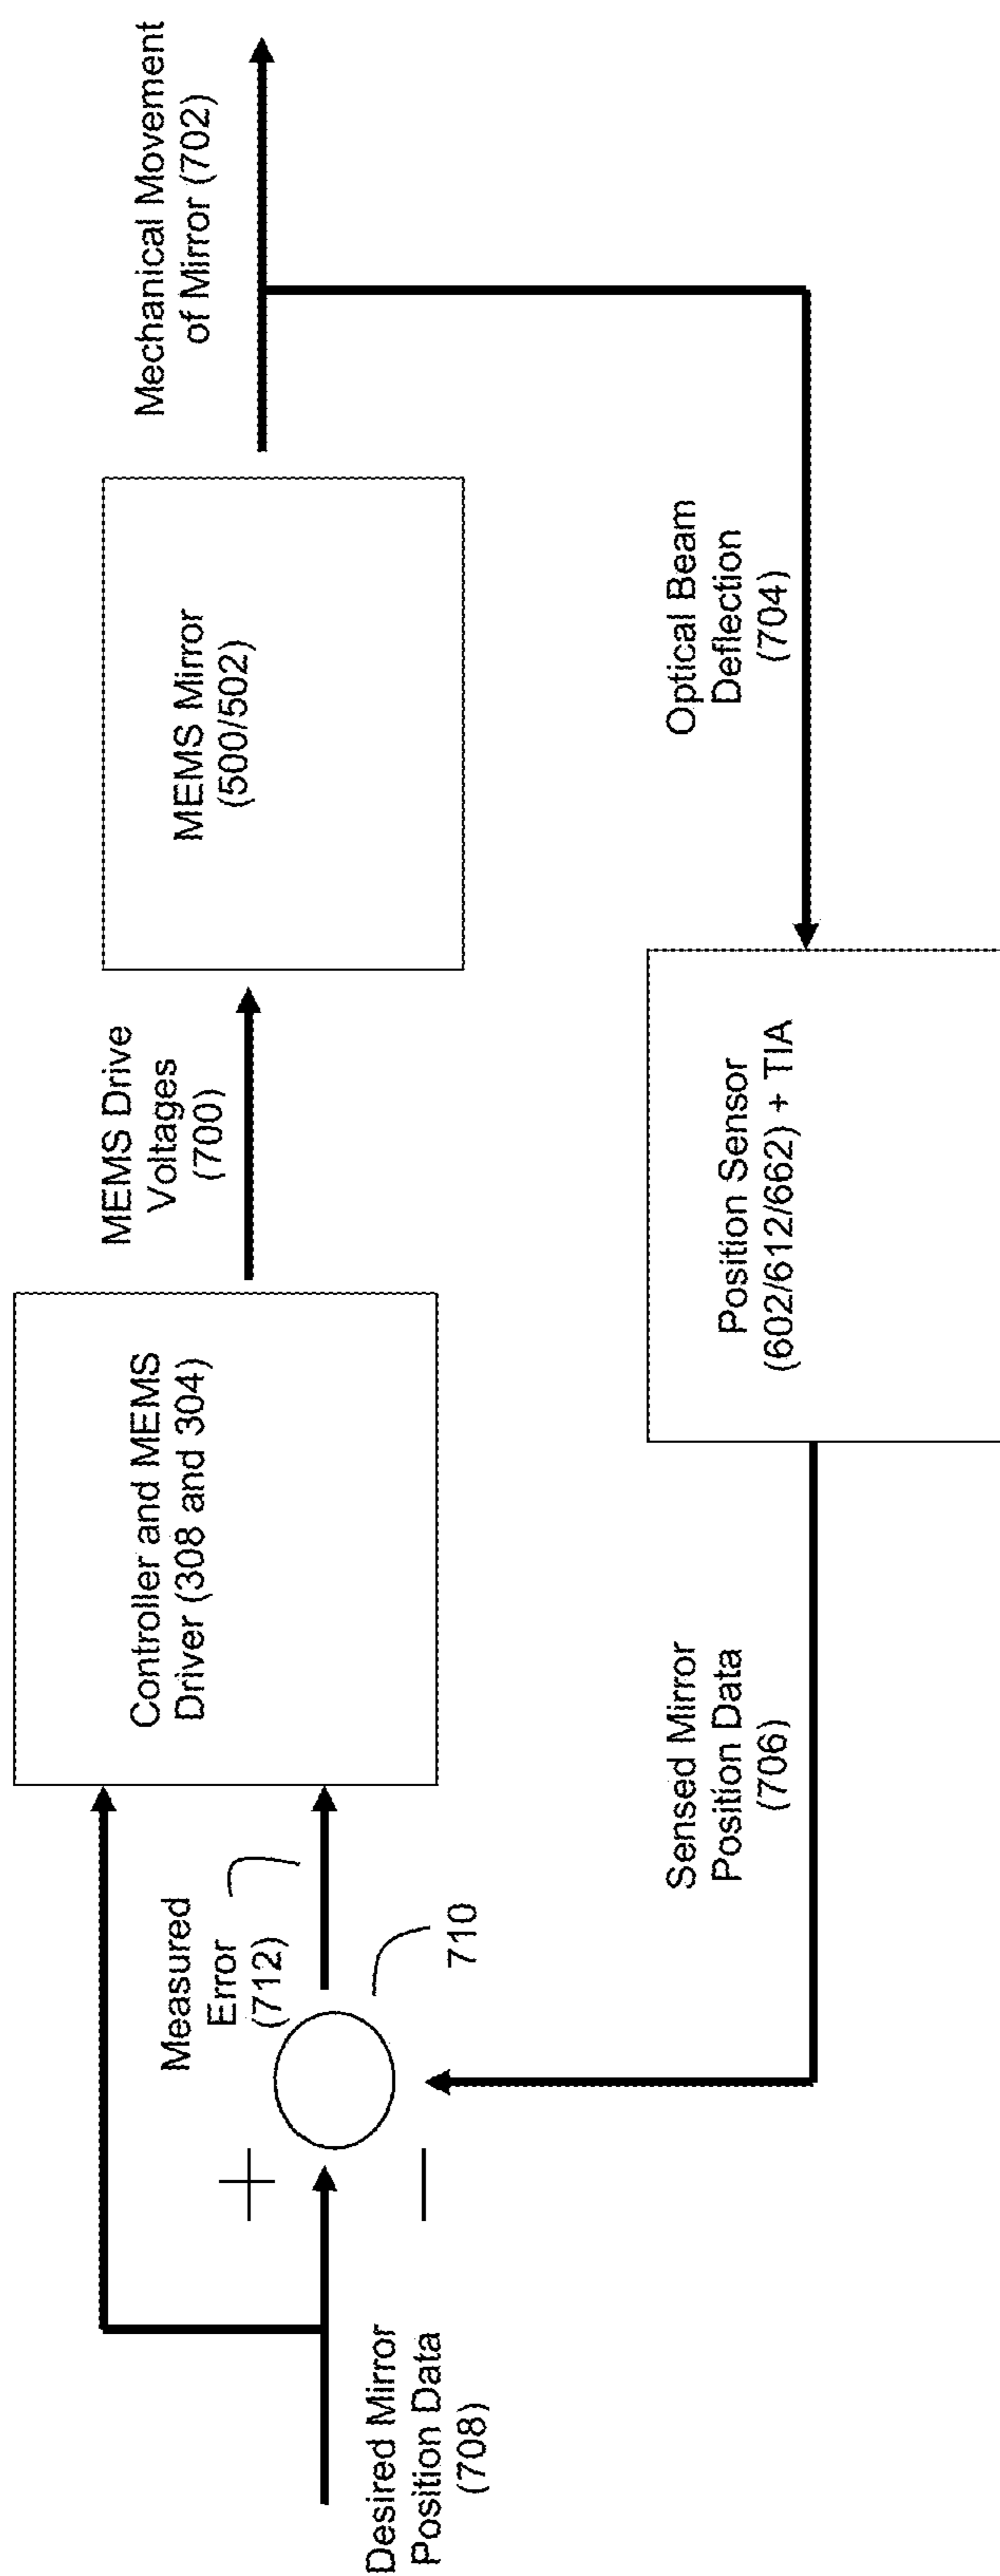 Desired Mirror
Position Data
(708)
+
−
Measured
Error
(712)
710
Controller and MEMS
Driver (308 and 304)
MEMS Drive
Voltages
(700)
MEMS Mirror
(500/502)
Mechanical Movement
of Mirror (702)
Optical Beam
Deflection
(704)
Position Sensor
(602/612/662) + TIA
Sensed Mirror
Position Data
(706)